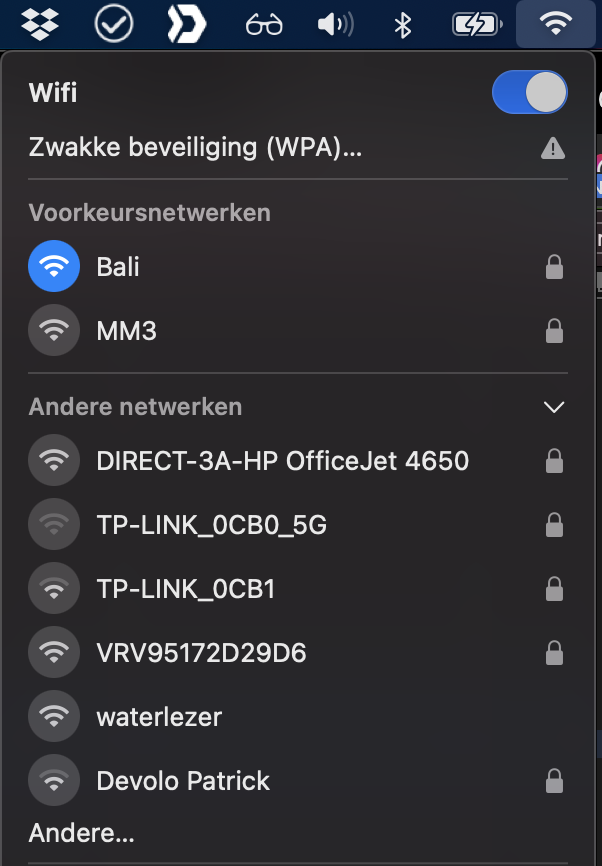 Wifi
Zwakke beveiliging (WPA)...
Voorkeursnetwerken
Bali
MM3
Andere netwerken
DIRECT-3A-HP OfficeJet 4650
TP-LINK_0CB0_5G
TP-LINK_0CB1
VRV95172D29D6
waterlezer
Devolo Patrick
Andere...